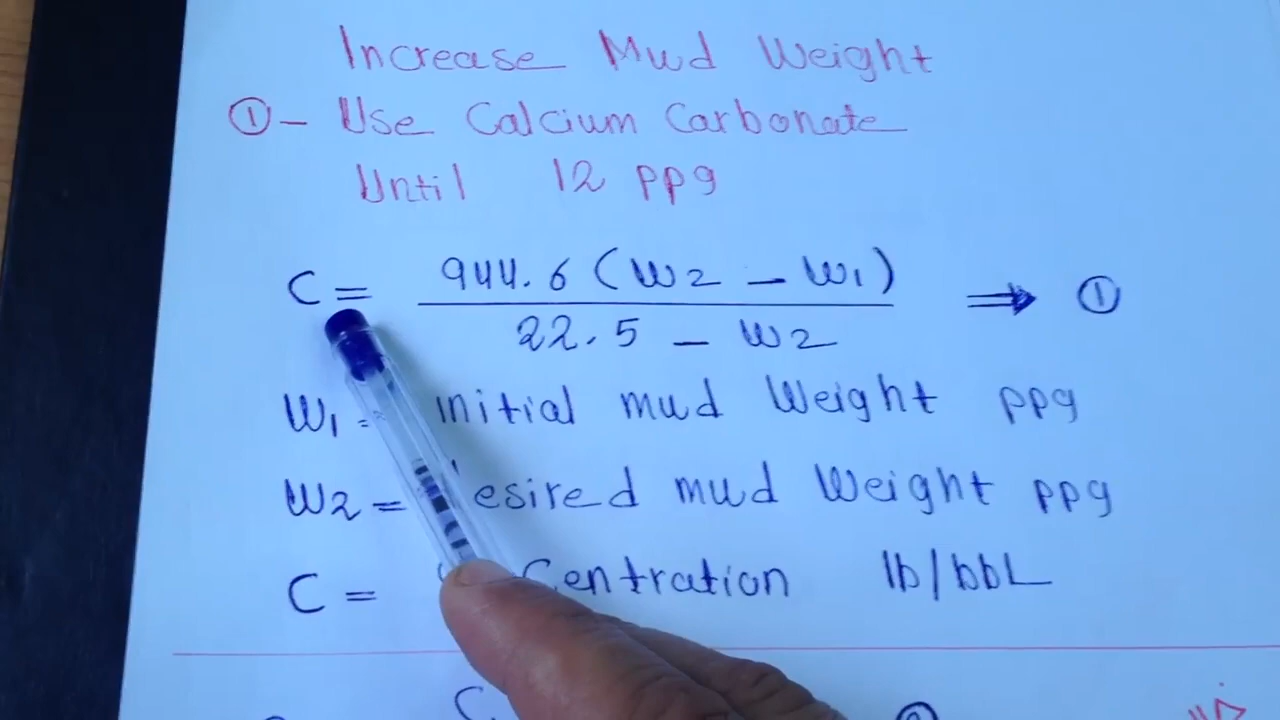 Increase Mud Weight
① - Use Calcium Carbonate
Until 12 ppg
C = 944.6 (W2 - W1) / 22.5 - W2 ⇒ ①
W1 = initial mud Weight ppg
W2 = esired mud Weight ppg
C = Centration lb/bbL
C